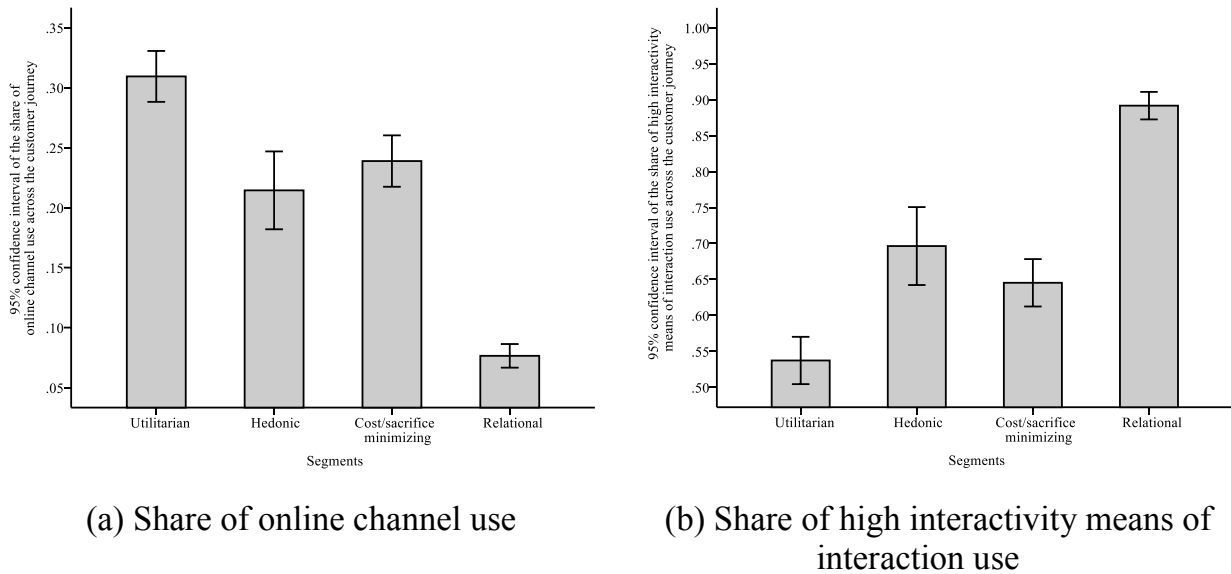 95% confidence interval of the share of
online channel use across the customer journey
.35
.30
.25
.20
.15
.10
.05
Utilitarian
Hedonic
Cost/sacrifice
minimizing
Relational
Segments
(a) Share of online channel use
95% confidence interval of the share of high interactivity
means of interaction use across the customer journey
1.00
.95
.90
.85
.80
.75
.70
.65
.60
.55
.50
Utilitarian
Hedonic
Cost/sacrifice
minimizing
Relational
Segments
(b) Share of high interactivity means of
interaction use